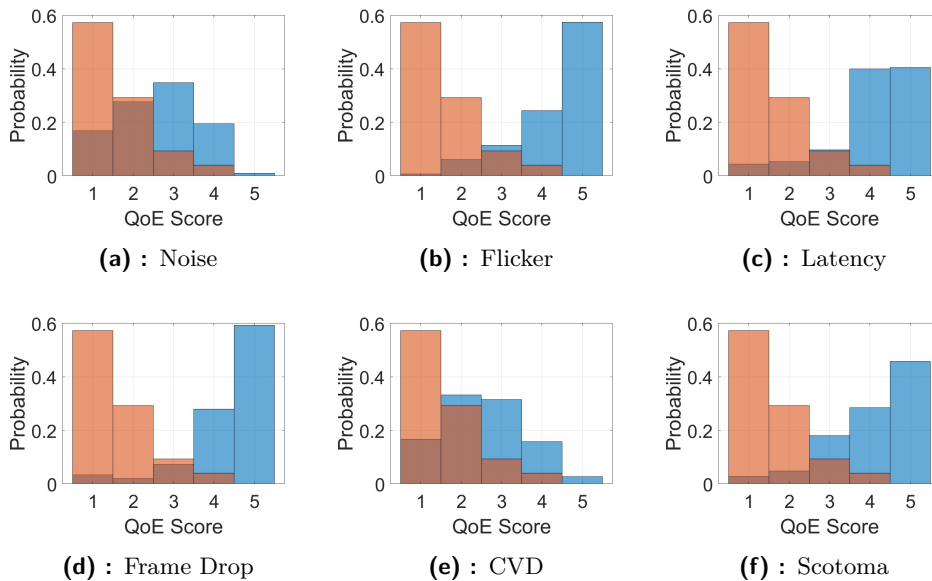 0.6
0.4
0.2
0
Probability
1 2 3 4 5
QoE Score
(a) : Noise
0.6
0.4
0.2
0
Probability
1 2 3 4 5
QoE Score
(b) : Flicker
0.6
0.4
0.2
0
Probability
1 2 3 4 5
QoE Score
(c) : Latency
0.6
0.4
0.2
0
Probability
1 2 3 4 5
QoE Score
(d) : Frame Drop
0.6
0.4
0.2
0
Probability
1 2 3 4 5
QoE Score
(e) : CVD
0.6
0.4
0.2
0
Probability
1 2 3 4 5
QoE Score
(f) : Scotoma